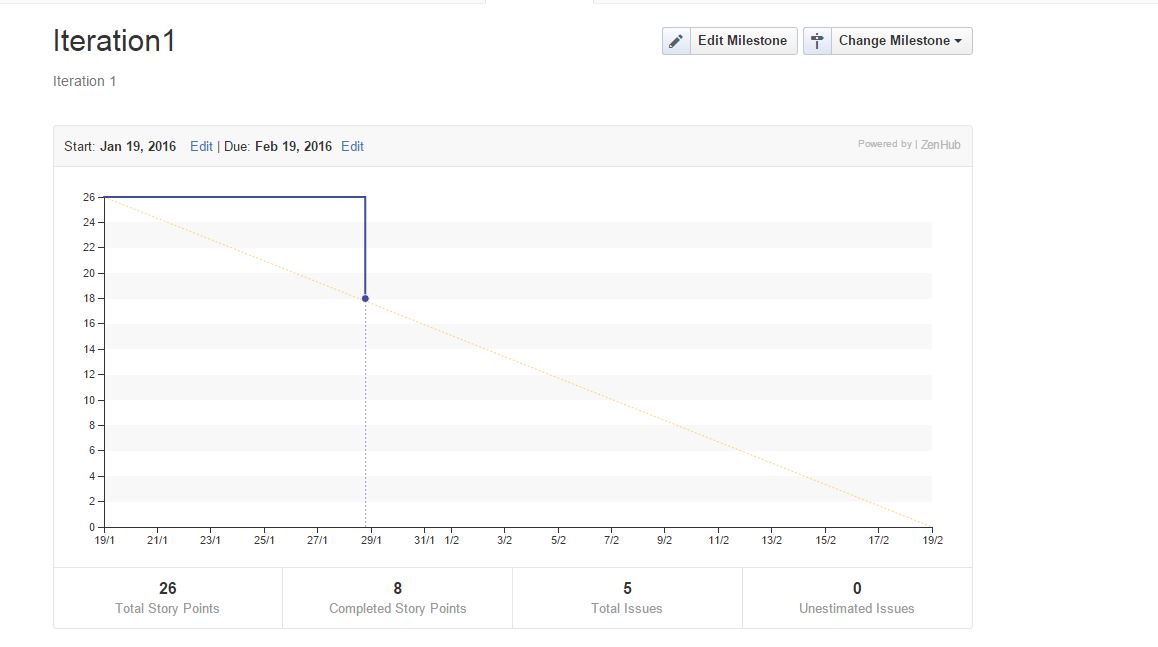 Iteration1
Edit Milestone
Change Milestone
Iteration 1
Start: Jan 19, 2016 Edit | Due: Feb 19, 2016 Edit
Powered by | ZenHub
26
24
22
20
18
16
14
12
10
8
6
4
2
0
19/1 21/1 23/1 25/1 27/1 29/1 31/1 1/2 3/2 5/2 7/2 9/2 11/2 13/2 15/2 17/2 19/2
26 8 5 0
Total Story Points Completed Story Points Total Issues Unestimated Issues